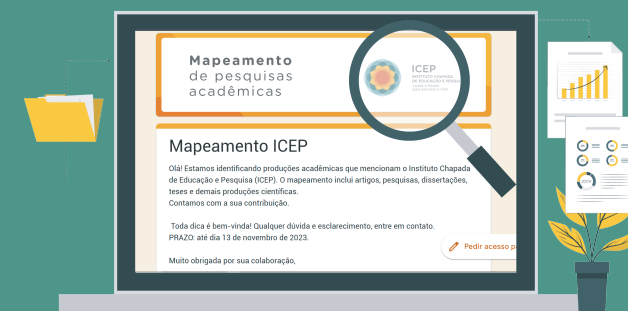 Mapeamento
de pesquisas
acadêmicas
ICEP
INSTITUTO CHAPADA
DE EDUCAÇÃO E PESQUISA
Mapeamento ICEP
Olá! Estamos identificando produções acadêmicas que mencionam o Instituto Chapada
de Educação e Pesquisa (ICEP). O mapeamento inclui artigos, pesquisas, dissertações,
teses e demais produções científicas.
Contamos com a sua contribuição.
Toda dica é bem-vinda! Qualquer dúvida e esclarecimento, entre em contato.
PRAZO: até dia 13 de novembro de 2023.
Pedir acesso pa
Muito obrigada por sua colaboração,